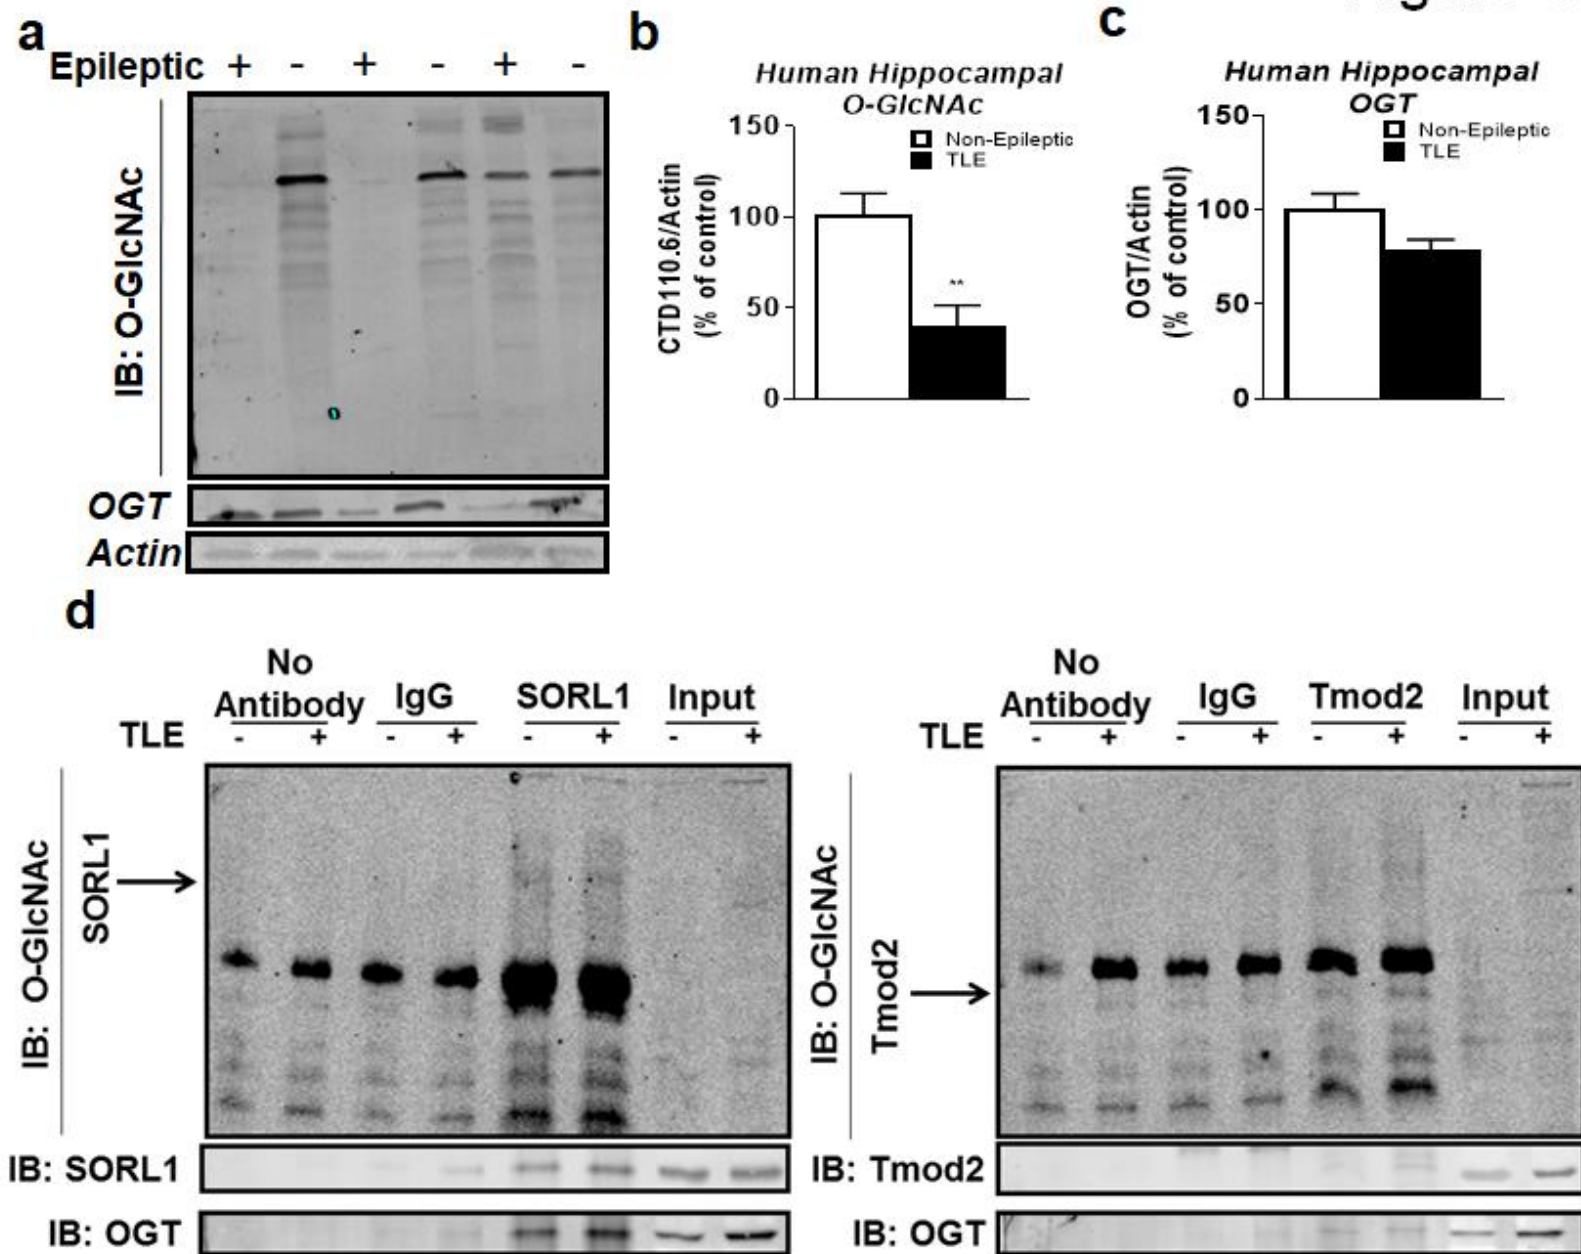 a
Epileptic + - + - + -
IB: O-GlcNAc
OGT
Actin
b
Human Hippocampal
O-GlcNAc
Non-Epileptic
TLE
CTD110.6/Actin
(% of control)
150
100
50
0
**
c
Human Hippocampal
OGT
Non-Epileptic
TLE
OGT/Actin
(% of control)
150
100
50
0
d
No
Antibody IgG SORL1 Input
TLE - + - + - + - +
IB: O-GlcNAc
SORL1
IB: SORL1
IB: OGT
No
Antibody IgG Tmod2 Input
TLE - + - + - + - +
IB: O-GlcNAc
Tmod2
IB: Tmod2
IB: OGT